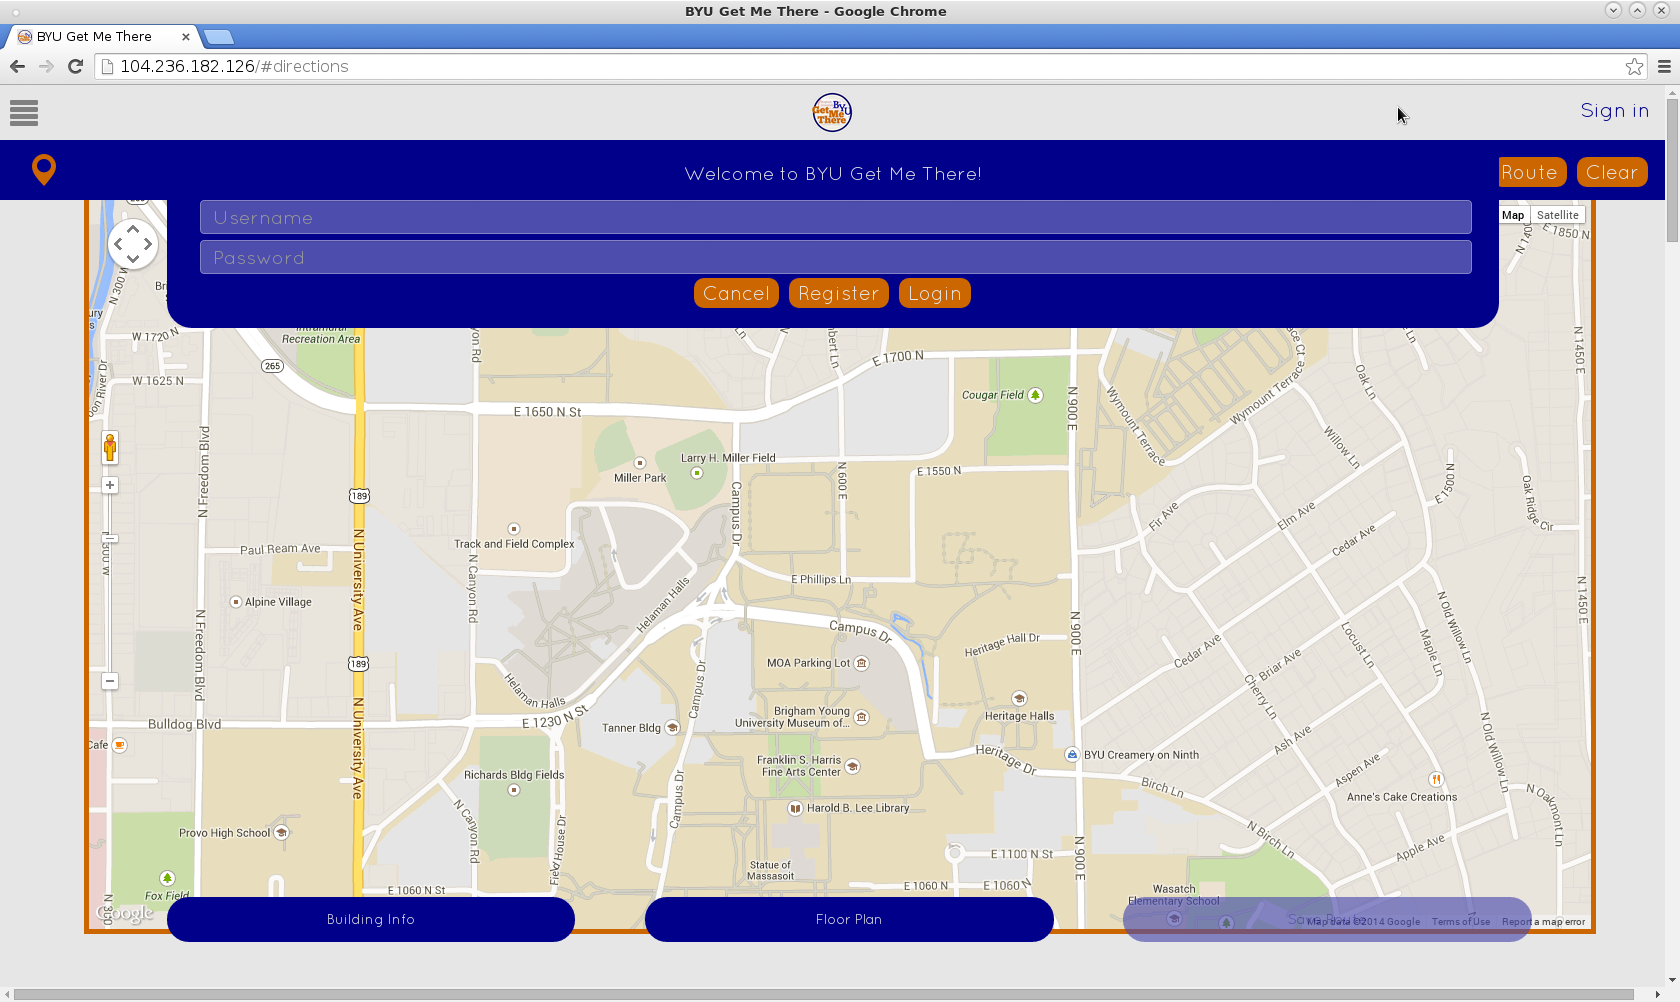 BYU Get Me There - Google Chrome
BYU Get Me There
104.236.182.126/#directions
BYU
Get Me There
Sign in
Welcome to BYU Get Me There!
Route
Clear
Username
Password
Cancel
Register
Login
Map
Satellite
E 1850 N
N 300 W
W 1720 N
Recreation Area
265
W 1625 N
E 1700 N
E 1650 N St
Cougar Field
N 900 E
Wymount Terrace
Wymount Terrace
Oak Ln
N 1450 E
Willow Ln
Larry H. Miller Field
Miller Park
N Freedom Blvd
189
Campus Dr
N 600 E
E 1550 N
E 1500 N
Oak Ridge Cir
Fir Ave
Elm Ave
Cedar Ave
Track and Field Complex
Paul Ream Ave
N University Ave
N Canyon Rd
E Phillips Ln
Alpine Village
Helaman Halls
Campus Dr
Heritage Hall Dr
N 900 E
N 1450 E
N Old Willow Ln
Locust Ln
Maple Ln
Cedar Ave
Briar Ave
Cherry Ln
N Freedom Blvd
189
MOA Parking Lot
Helaman Halls
Campus Dr
Heritage Halls
Brigham Young
University Museum of...
Bulldog Blvd
E 1230 N St
Tanner Bldg
N University Ave
Cafe
BYU Creamery on Ninth
Heritage Dr
Ash Ave
Aspen Ave
N Old Willow Ln
Franklin S. Harris
Fine Arts Center
Richards Bldg Fields
Birch Ln
Anne's Cake Creations
Harold B. Lee Library
Campus Dr
N Oakmont Ln
Provo High School
N Canyon Rd
Field House Dr
N Birch Ln
Apple Ave
E 1100 N St
N 900 E
Statue of
Massasoit
E 1060 N St
E 1060 N
E 1060 N
Fox Field
Wasatch
Elementary School
Google
Building Info
Floor Plan
Map data ©2014 Google
Terms of Use
Report a map error